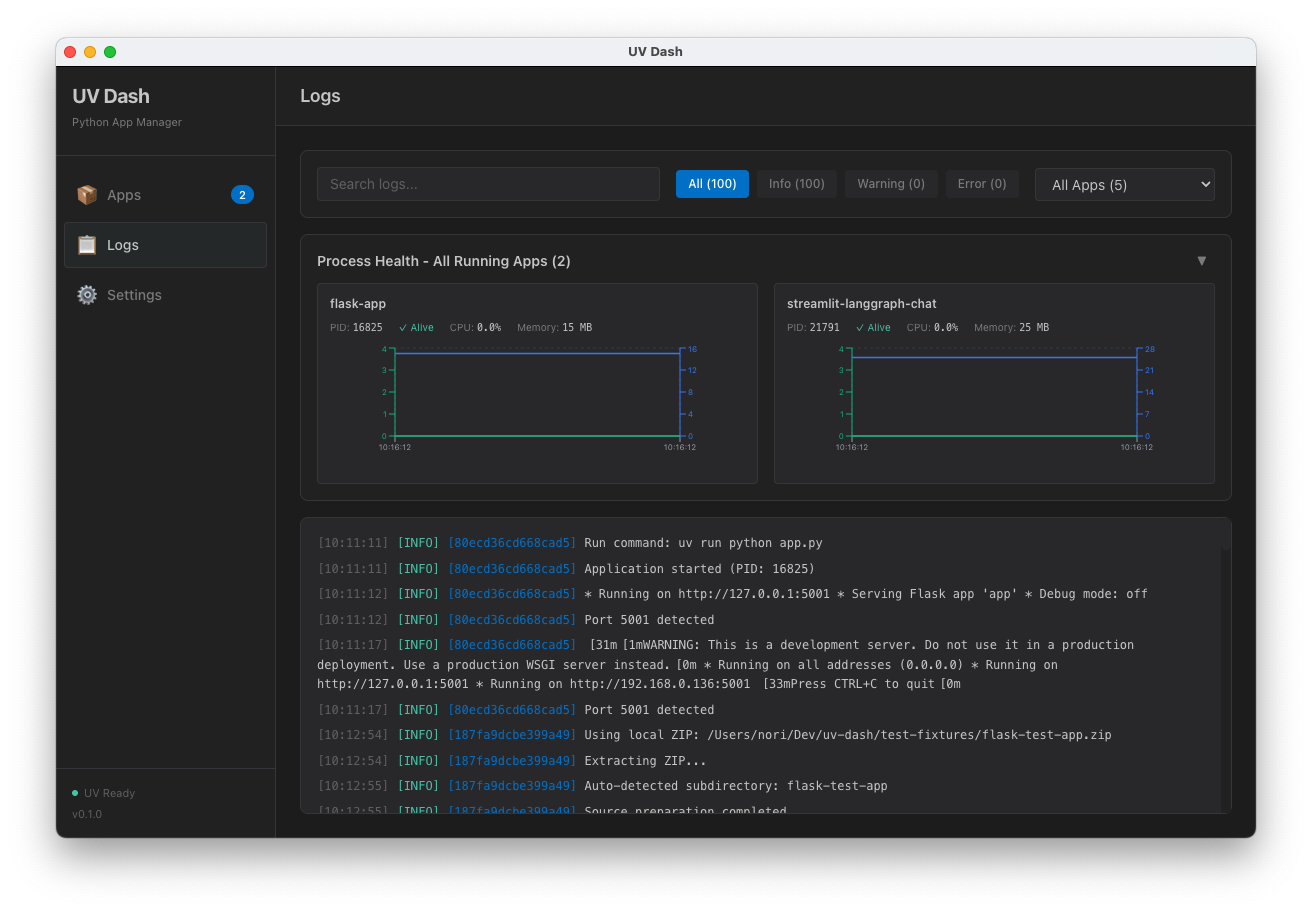 UV Dash
UV Dash
Python App Manager
Apps
2
Logs
Settings
UV Ready
v0.1.0
Logs
Search logs...
All (100)
Info (100)
Warning (0)
Error (0)
All Apps (5)
Process Health - All Running Apps (2)
▼
flask-app
PID: 16825 ✓ Alive CPU: 0.0% Memory: 15 MB
4
3
2
1
0
16
12
8
4
0
10:16:12
10:16:12
streamlit-langgraph-chat
PID: 21791 ✓ Alive CPU: 0.0% Memory: 25 MB
4
3
2
1
0
28
21
14
7
0
10:16:12
10:16:12
[10:11:11] [INFO] [80ecd36cd668cad5] Run command: uv run python app.py
[10:11:11] [INFO] [80ecd36cd668cad5] Application started (PID: 16825)
[10:11:12] [INFO] [80ecd36cd668cad5] * Running on http://127.0.0.1:5001 * Serving Flask app 'app' * Debug mode: off
[10:11:12] [INFO] [80ecd36cd668cad5] Port 5001 detected
[10:11:17] [INFO] [80ecd36cd668cad5] [31m[1mWARNING: This is a development server. Do not use it in a production
deployment. Use a production WSGI server instead.[0m * Running on all addresses (0.0.0.0) * Running on
http://127.0.0.1:5001 * Running on http://192.168.0.136:5001 [33mPress CTRL+C to quit[0m
[10:11:17] [INFO] [80ecd36cd668cad5] Port 5001 detected
[10:12:54] [INFO] [187fa9dcbe399a49] Using local ZIP: /Users/nori/Dev/uv-dash/test-fixtures/flask-test-app.zip
[10:12:54] [INFO] [187fa9dcbe399a49] Extracting ZIP...
[10:12:55] [INFO] [187fa9dcbe399a49] Auto-detected subdirectory: flask-test-app
[10:12:55] [INFO] [187fa9dcbe399a49] Source preparation completed